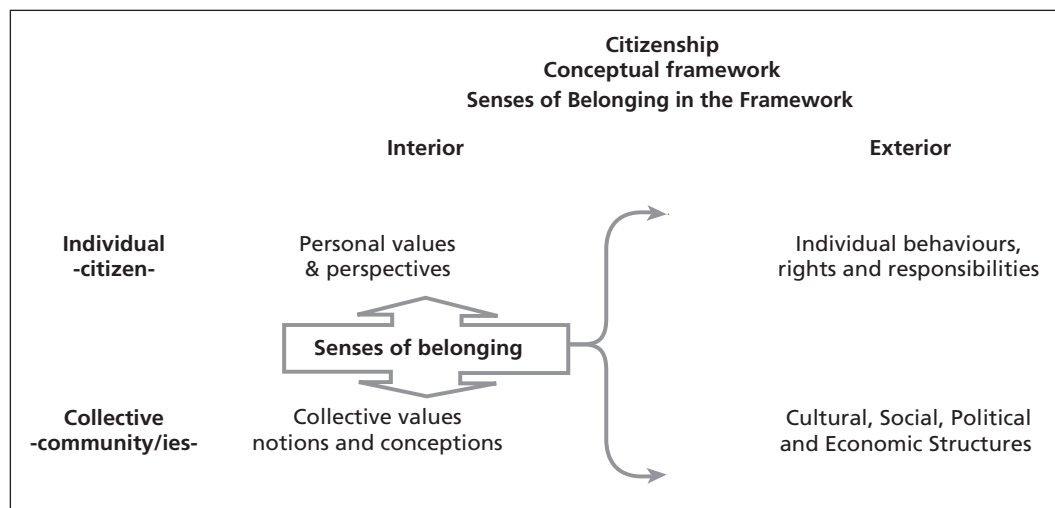 Citizenship
Conceptual framework
Senses of Belonging in the Framework
Interior
Exterior
Individual
-citizen-
Personal values
& perspectives
Individual behaviours,
rights and responsibilities
Senses of belonging
Collective
-community/ies-
Collective values
notions and conceptions
Cultural, Social, Political
and Economic Structures